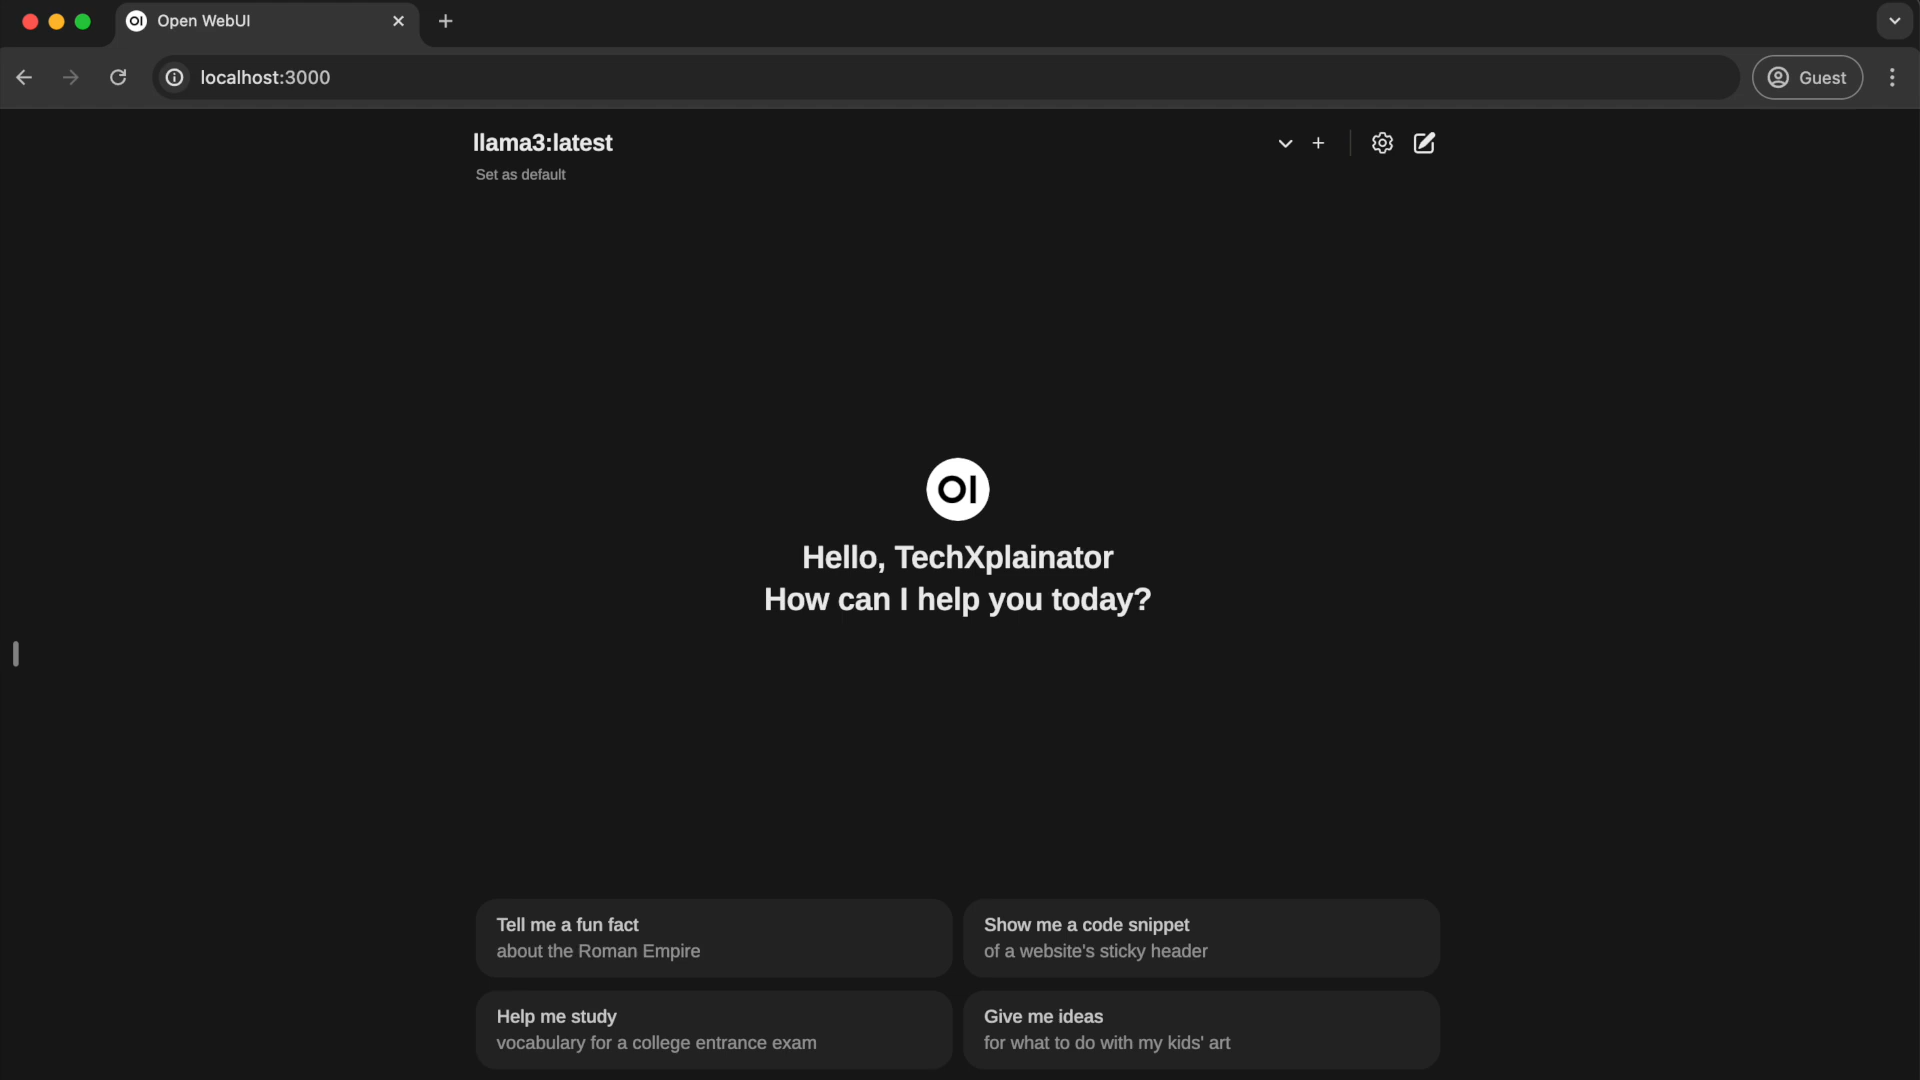 OI Open WebUI
localhost:3000
Guest
llama3:latest
Set as default
OI
Hello, TechXplainator
How can I help you today?
Tell me a fun fact
about the Roman Empire
Show me a code snippet
of a website's sticky header
Help me study
vocabulary for a college entrance exam
Give me ideas
for what to do with my kids' art